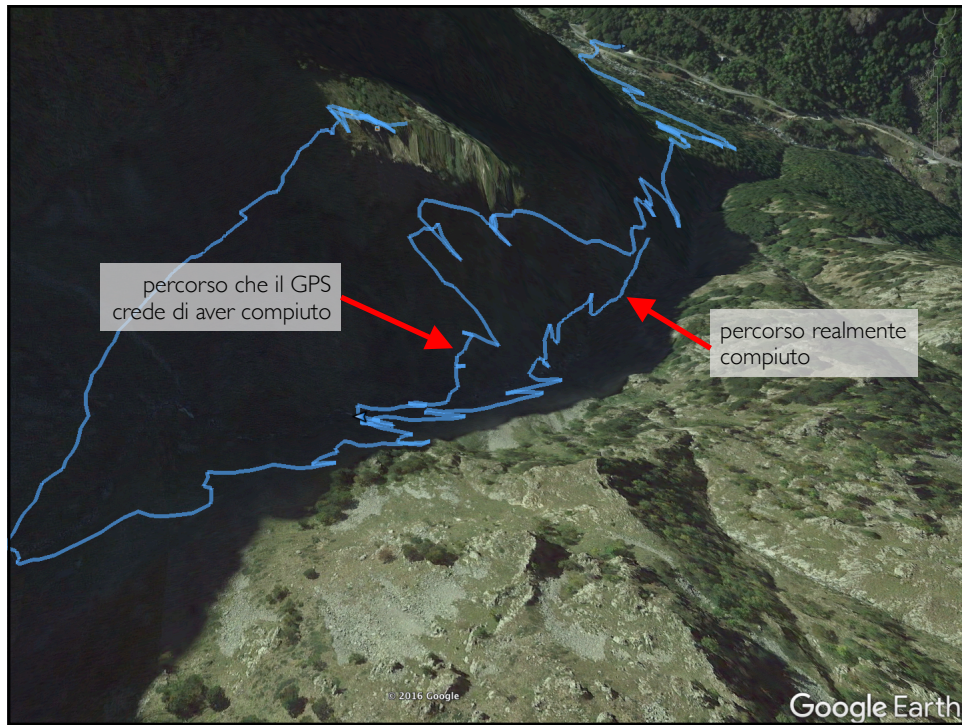 percorso che il GPS
crede di aver compiuto
percorso realmente
compiuto
© 2016 Google
Google Earth